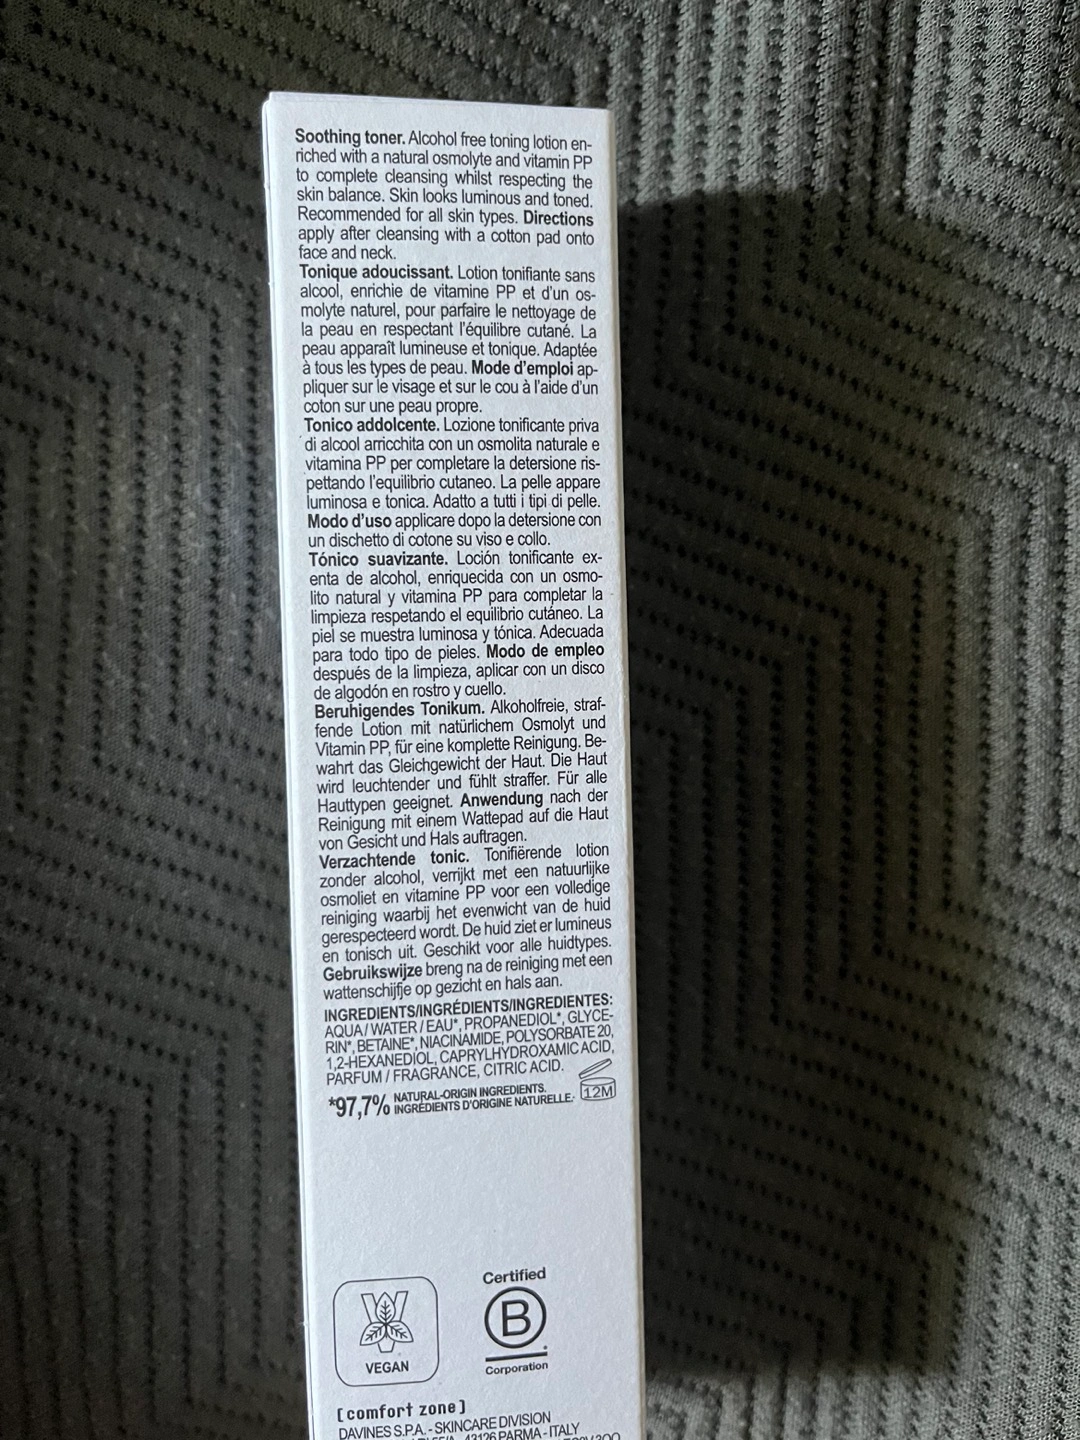 Soothing toner. Alcohol free toning lotion en-
riched with a natural osmolyte and vitamin PP
to complete cleansing whilst respecting the
skin balance. Skin looks luminous and toned.
Recommended for all skin types. Directions
apply after cleansing with a cotton pad onto
face and neck.
Tonique adoucissant. Lotion tonifiante sans
alcool, enrichie de vitamine PP et d'un os-
molyte naturel, pour parfaire le nettoyage de
la peau en respectant l'équilibre cutané. La
peau apparaît lumineuse et tonique. Adaptée
à tous les types de peau. Mode d'emploi ap-
pliquer sur le visage et sur le cou à l'aide d'un
coton sur une peau propre.
Tonico addolcente. Lozione tonificante priva
di alcool arricchita con un osmolita naturale e
vitamina PP per completare la detersione ris-
pettando l'equilibrio cutaneo. La pelle appare
luminosa e tonica. Adatto a tutti i tipi di pelle.
Modo d'uso applicare dopo la detersione con
un dischetto di cotone su viso e collo.
Tónico suavizante. Loción tonificante ex-
enta de alcohol, enriquecida con un osmo-
lito natural y vitamina PP para completar la
limpieza respetando el equilibrio cutáneo. La
piel se muestra luminosa y tónica. Adecuada
para todo tipo de pieles. Modo de empleo
después de la limpieza, aplicar con un disco
de algodón en rostro y cuello.
Beruhigendes Tonikum. Alkoholfreie, straf-
fende Lotion mit natürlichem Osmolyt und
Vitamin PP, für eine komplette Reinigung. Be-
wahrt das Gleichgewicht der Haut. Die Haut
wird leuchtender und fühlt straffer. Für alle
Hauttypen geeignet. Anwendung nach der
Reinigung mit einem Wattepad auf die Haut
von Gesicht und Hals auftragen.
Verzachtende tonic. Tonifiërende lotion
zonder alcohol, verrijkt met een natuurlijke
osmoliet en vitamine PP voor een volledige
reiniging waarbij het evenwicht van de huid
gerespecteerd wordt. De huid ziet er lumineus
en tonisch uit. Geschikt voor alle huidtypes.
Gebruikswijze breng na de reiniging met een
wattenschijfje op gezicht en hals aan.
INGREDIENTS/INGRÉDIENTS/INGREDIENTES:
AQUA/WATER/EAU*, PROPANEDIOL*, GLYCE-
RIN*, BETAINE*, NIACINAMIDE, POLYSORBATE 20,
1,2-HEXANEDIOL, CAPRYLHYDROXAMIC ACID,
PARFUM / FRAGRANCE, CITRIC ACID.
*97,7% NATURAL-ORIGIN INGREDIENTS.
INGRÉDIENTS D'ORIGINE NATURELLE.
12M
VEGAN
Certified
B
Corporation
[comfort zone]
DAVINES S.P.A. - SKINCARE DIVISION
43126 PARMA - ITALY